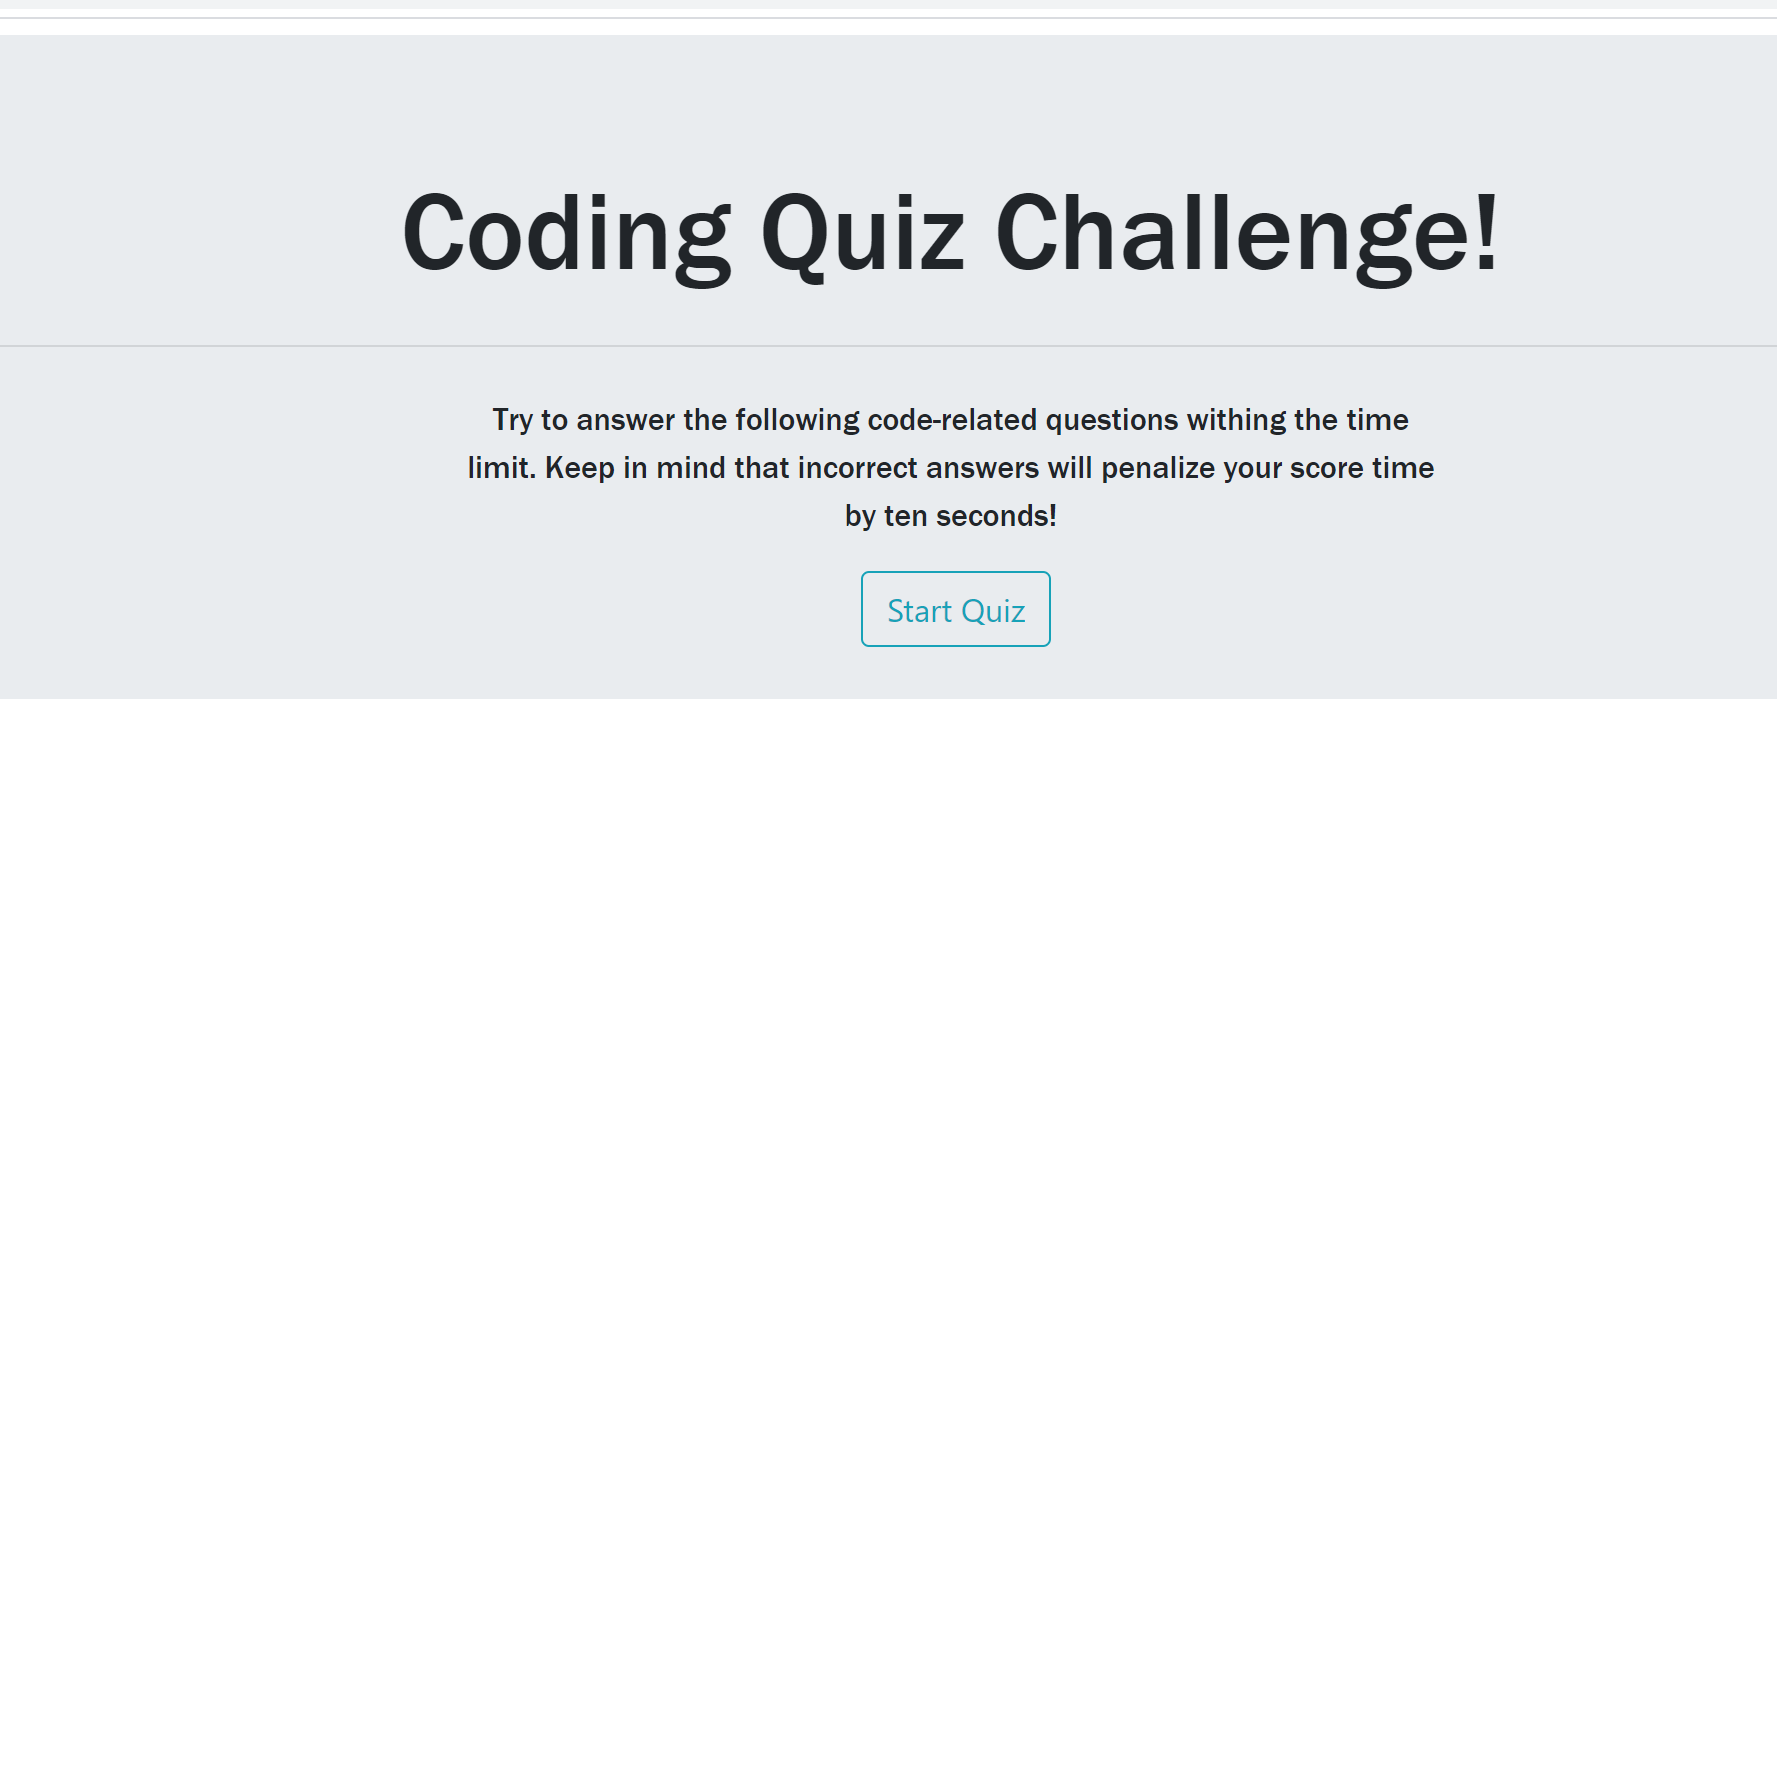 Coding Quiz Challenge!
Try to answer the following code-related questions withing the time
limit. Keep in mind that incorrect answers will penalize your score time
by ten seconds!
Start Quiz